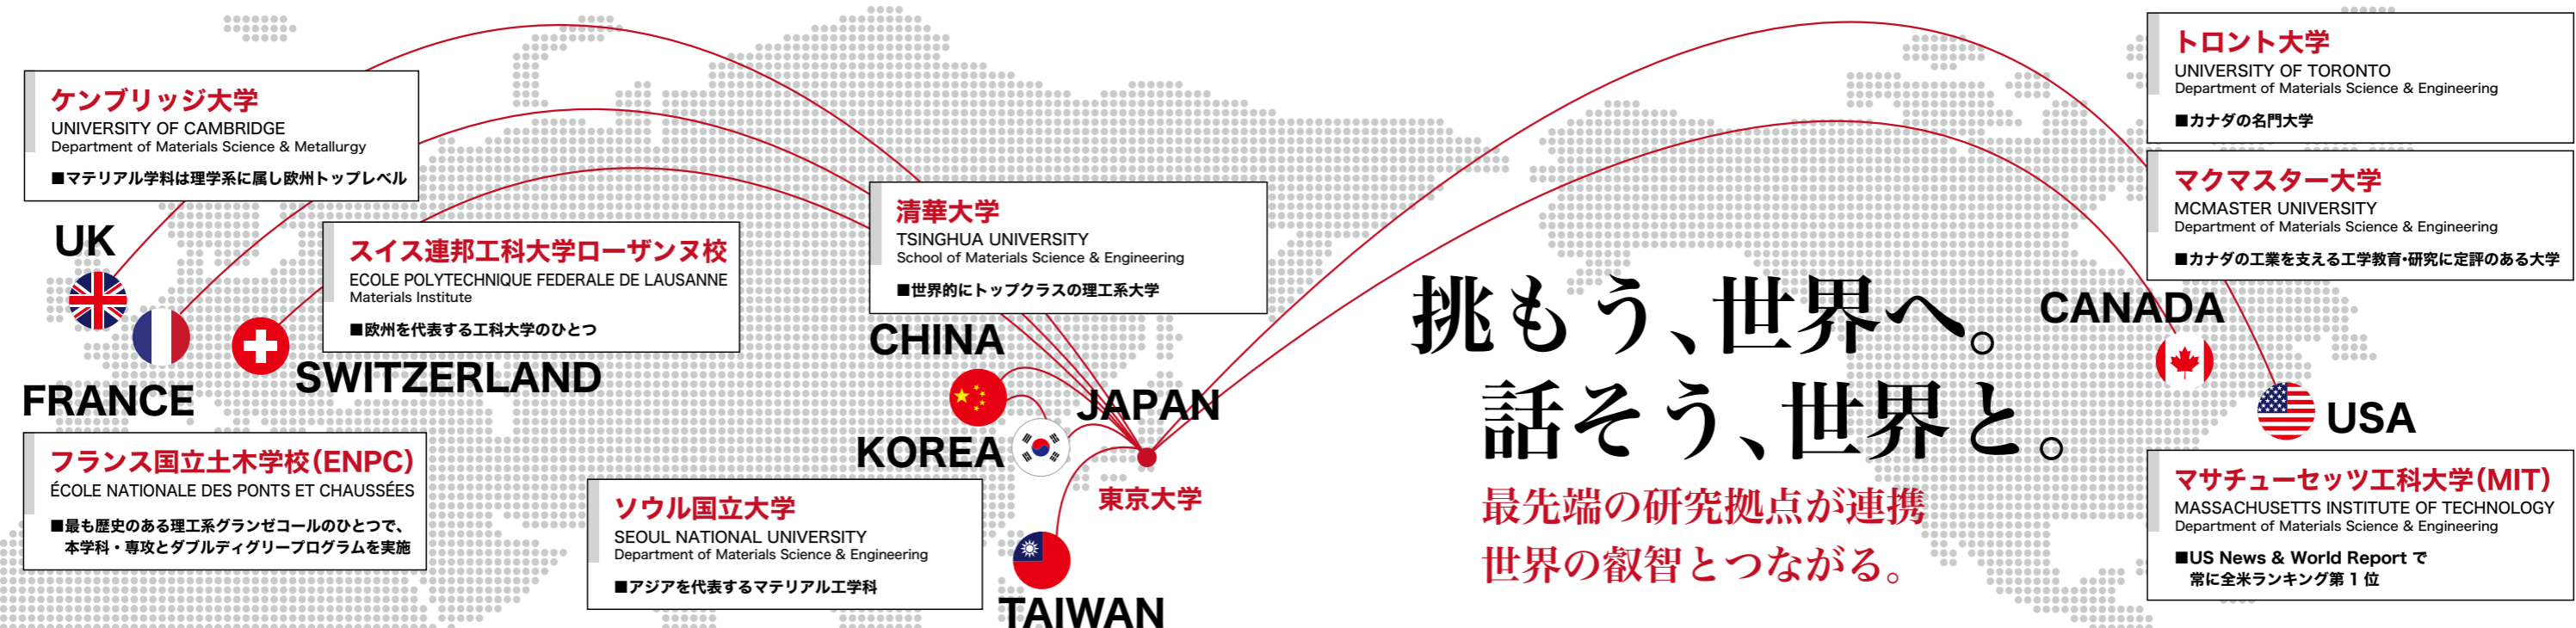 ケンブリッジ大学
UNIVERSITY OF CAMBRIDGE
Department of Materials Science & Metallurgy
■マテリアル学科は理学系に属し欧州トップレベル
UK
FRANCE
フランス国立土木学校(ENPC)
ÉCOLE NATIONALE DES PONTS ET CHAUSSÉES
■最も歴史のある理工系グランゼコールのひとつで、
本学科・専攻とダブルディグリープログラムを実施
スイス連邦工科大学ローザンヌ校
ECOLE POLYTECHNIQUE FEDERALE DE LAUSANNE
Materials Institute
■欧州を代表する工科大学のひとつ
SWITZERLAND
清華大学
TSINGHUA UNIVERSITY
School of Materials Science & Engineering
■世界的にトップクラスの理工系大学
CHINA
JAPAN
KOREA
東京大学
ソウル国立大学
SEOUL NATIONAL UNIVERSITY
Department of Materials Science & Engineering
■アジアを代表するマテリアル工学科
TAIWAN
挑もう、世界へ。
話そう、世界と。
最先端の研究拠点が連携
世界の叡智とつながる。
トロント大学
UNIVERSITY OF TORONTO
Department of Materials Science & Engineering
■カナダの名門大学
マクマスター大学
MCMASTER UNIVERSITY
Department of Materials Science & Engineering
■カナダの工業を支える工学教育・研究に定評のある大学
CANADA
USA
マサチューセッツ工科大学(MIT)
MASSACHUSETTS INSTITUTE OF TECHNOLOGY
Department of Materials Science & Engineering
■US News & World Report で
常に全米ランキング第 1 位